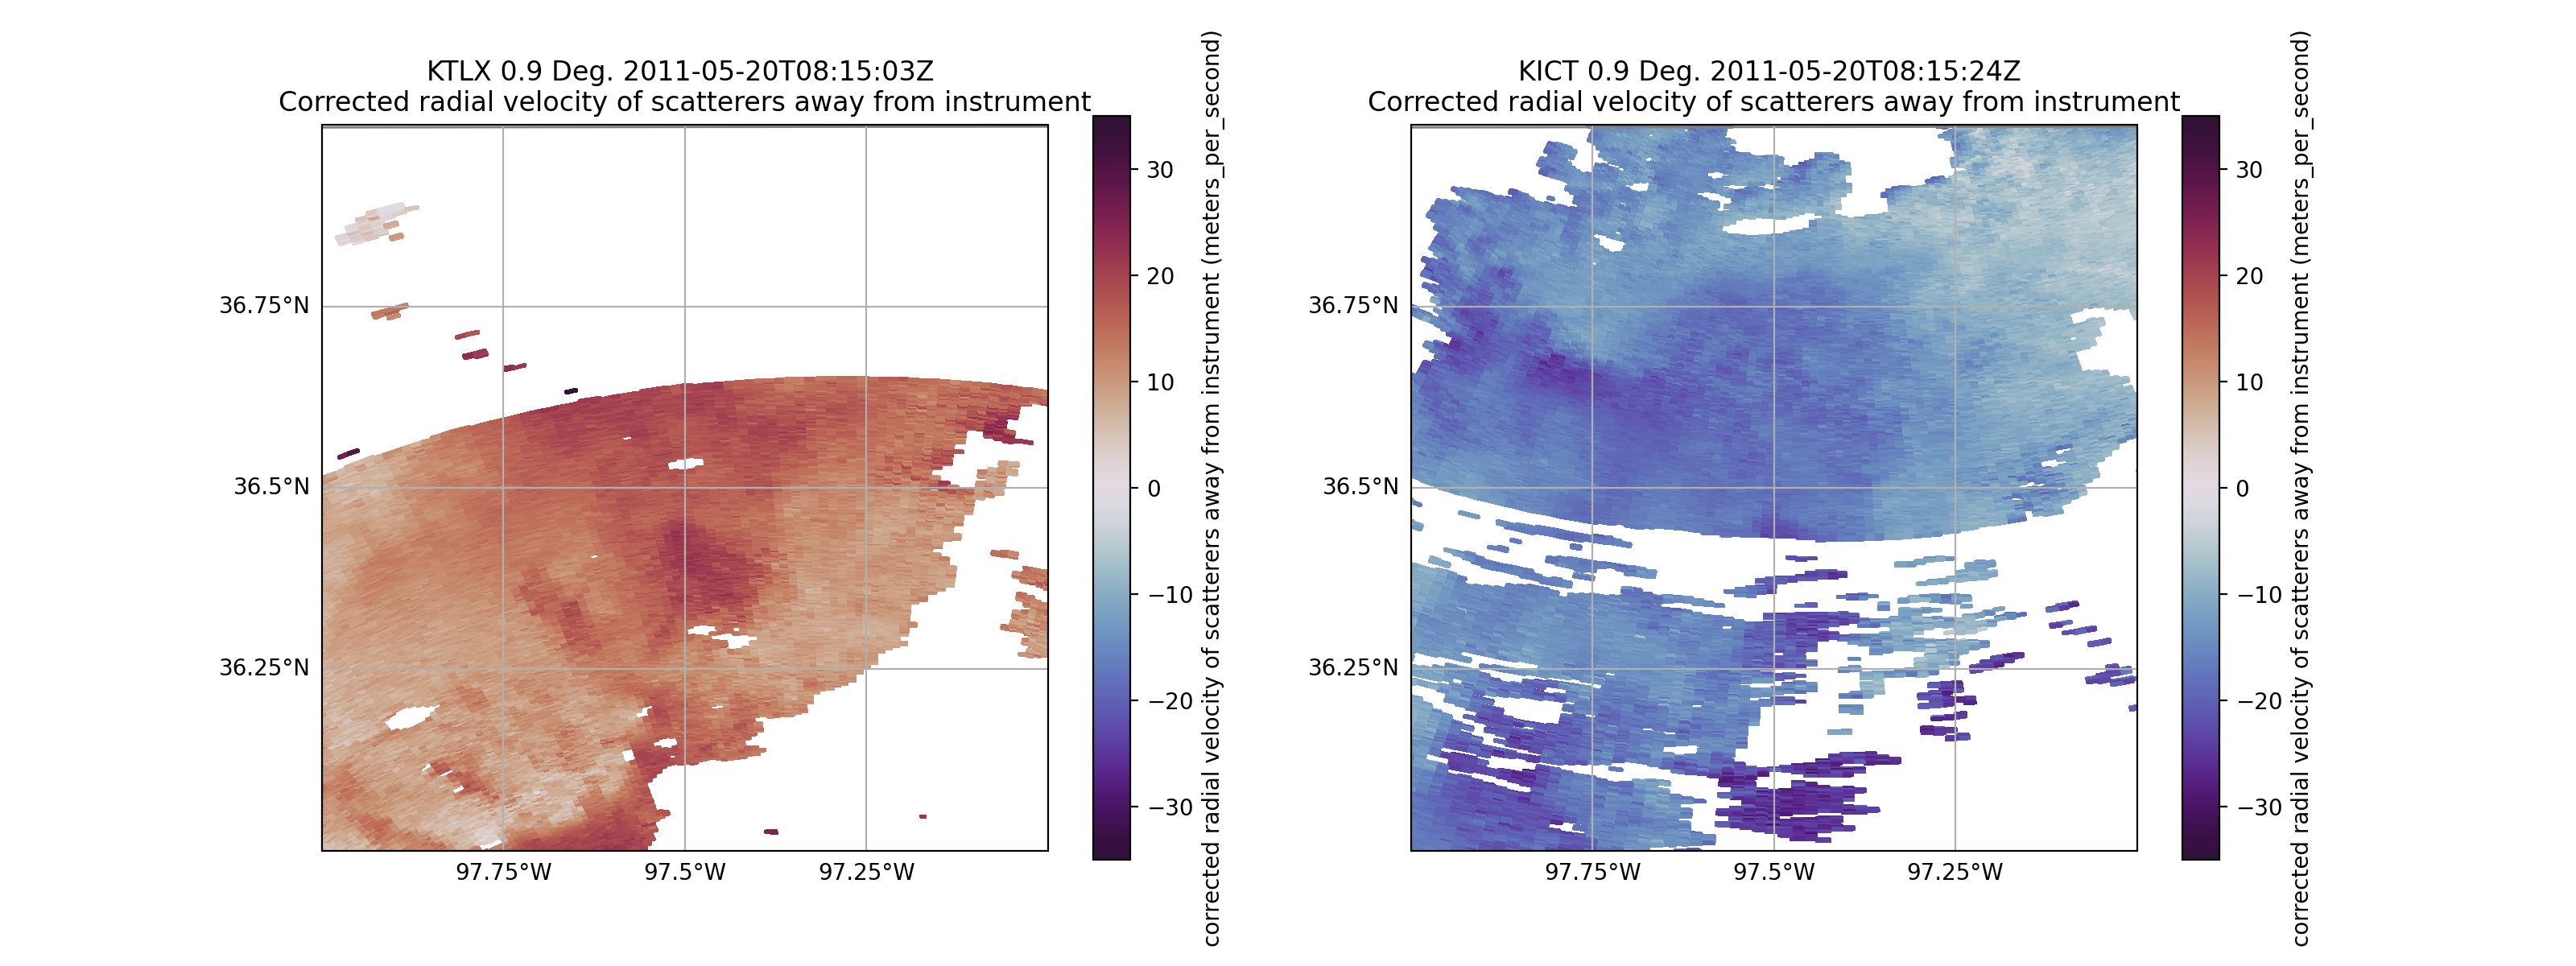 KTLX 0.9 Deg. 2011-05-20T08:15:03Z
Corrected radial velocity of scatterers away from instrument
36.75°N
36.5°N
36.25°N
97.75°W
97.5°W
97.25°W
30
20
10
0
−10
−20
−30
corrected radial velocity of scatterers away from instrument (meters_per_second)
KICT 0.9 Deg. 2011-05-20T08:15:24Z
Corrected radial velocity of scatterers away from instrument
36.75°N
36.5°N
36.25°N
97.75°W
97.5°W
97.25°W
30
20
10
0
−10
−20
−30
corrected radial velocity of scatterers away from instrument (meters_per_second)